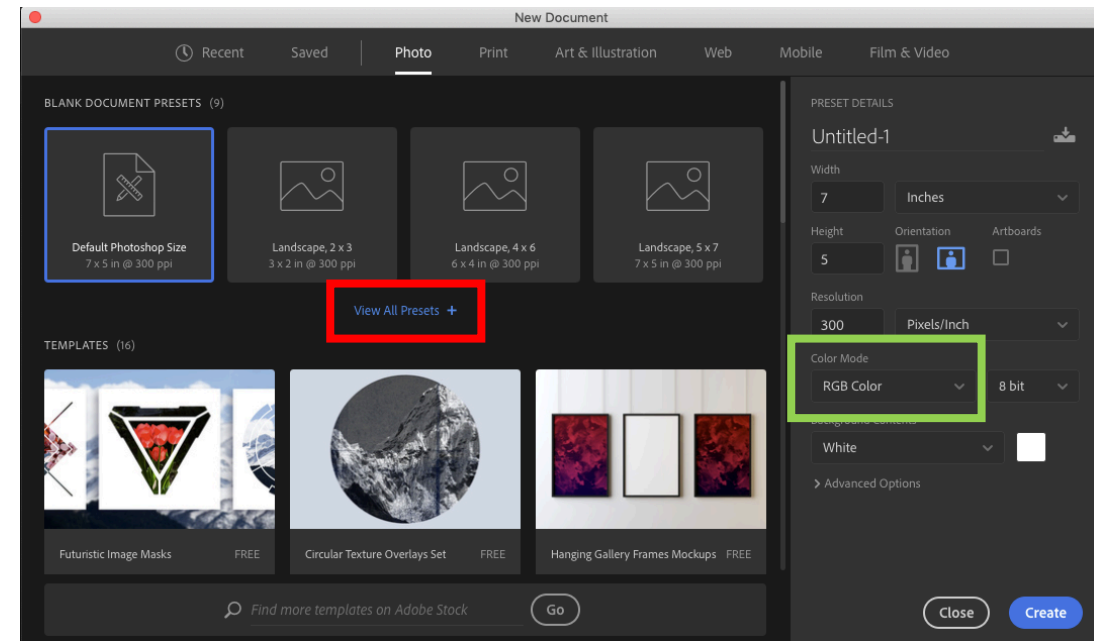 New Document
Recent Saved Photo Print Art & Illustration Web Mobile Film & Video
BLANK DOCUMENT PRESETS (9)
Default Photoshop Size
7 x 5 in @ 300 ppi
Landscape, 2 x 3
3 x 2 in @ 300 ppi
Landscape, 4 x 6
6 x 4 in @ 300 ppi
Landscape, 5 x 7
7 x 5 in @ 300 ppi
View All Presets +
TEMPLATES (16)
Futuristic Image Masks FREE
Circular Texture Overlays Set FREE
Hanging Gallery Frames Mockups FREE
Find more templates on Adobe Stock Go
PRESET DETAILS
Untitled-1
Width
7 Inches
Height Orientation Artboards
5
Resolution
300 Pixels/Inch
Color Mode
RGB Color 8 bit
Background Contents
White
Advanced Options
Close Create